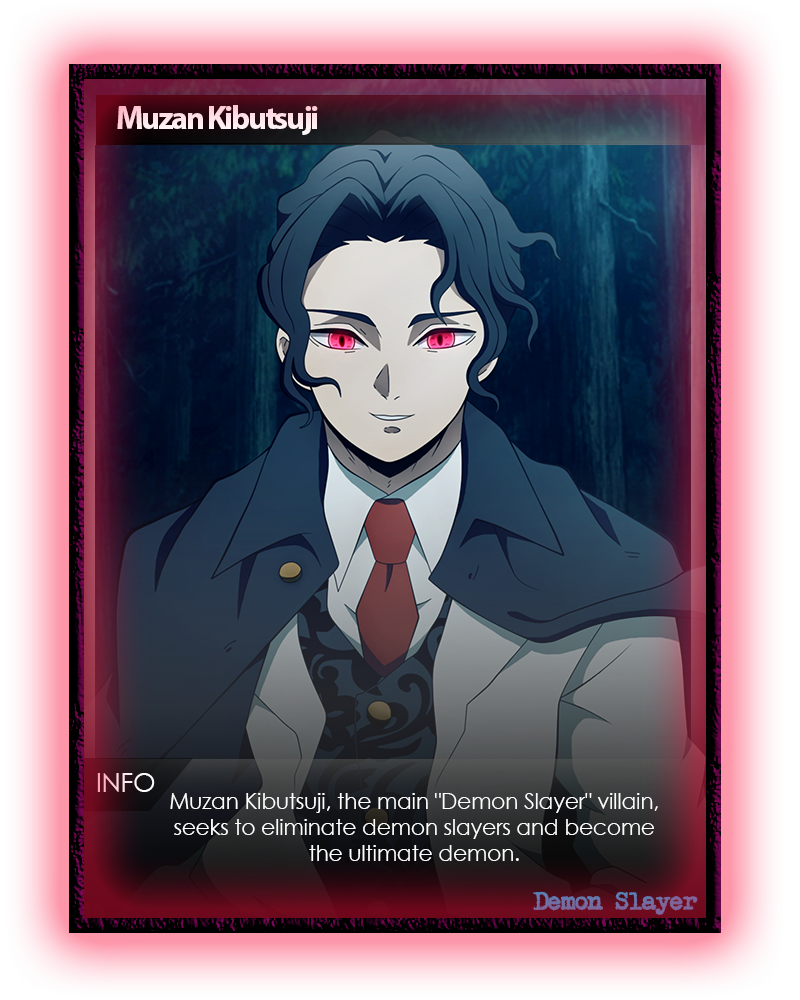 Muzan Kibutsuji
INFO
Muzan Kibutsuji, the main "Demon Slayer" villain,
seeks to eliminate demon slayers and become
the ultimate demon.
Demon Slayer